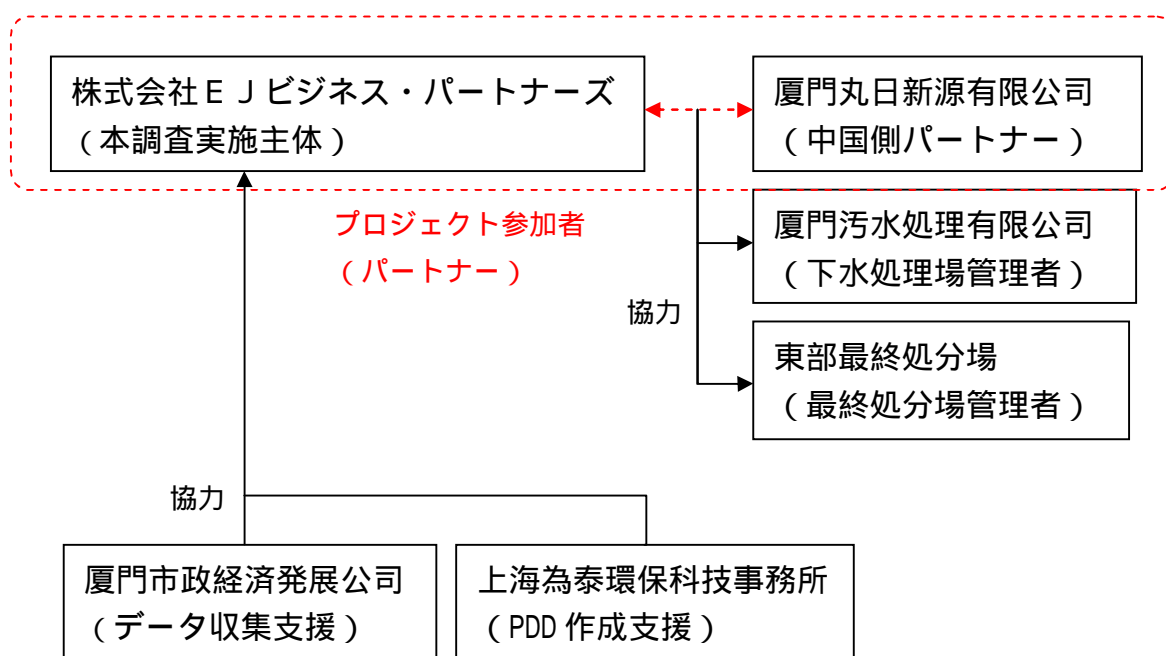 株式会社ＥＪビジネス・パートナーズ
（本調査実施主体）
厦門丸日新源有限公司
（中国側パートナー）
プロジェクト参加者
（パートナー）
厦門汚水処理有限公司
（下水処理場管理者）
協力
東部最終処分場
（最終処分場管理者）
協力
厦門市政経済発展公司
（データ収集支援）
上海為泰環保科技事務所
（PDD 作成支援）